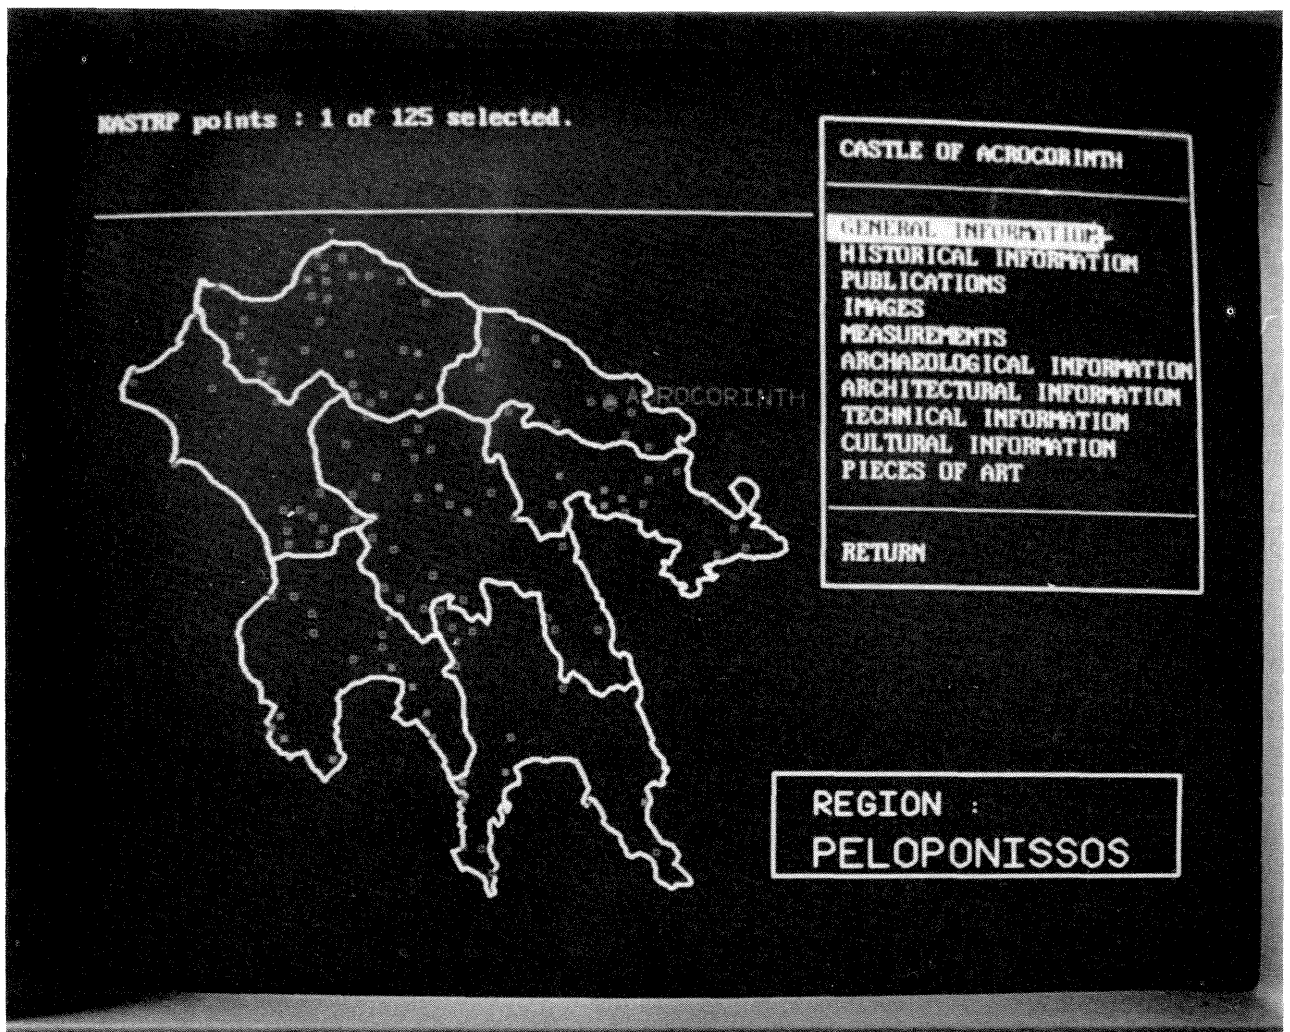 KASTRP points : 1 of 125 selected.
CASTLE OF ACROCORINTH
GENERAL INFORMATION
HISTORICAL INFORMATION
PUBLICATIONS
IMAGES
MEASUREMENTS
ARCHAEOLOGICAL INFORMATION
ARCHITECTURAL INFORMATION
TECHNICAL INFORMATION
CULTURAL INFORMATION
PIECES OF ART
RETURN
ACROCORINTH
REGION :
PELOPONISSOS